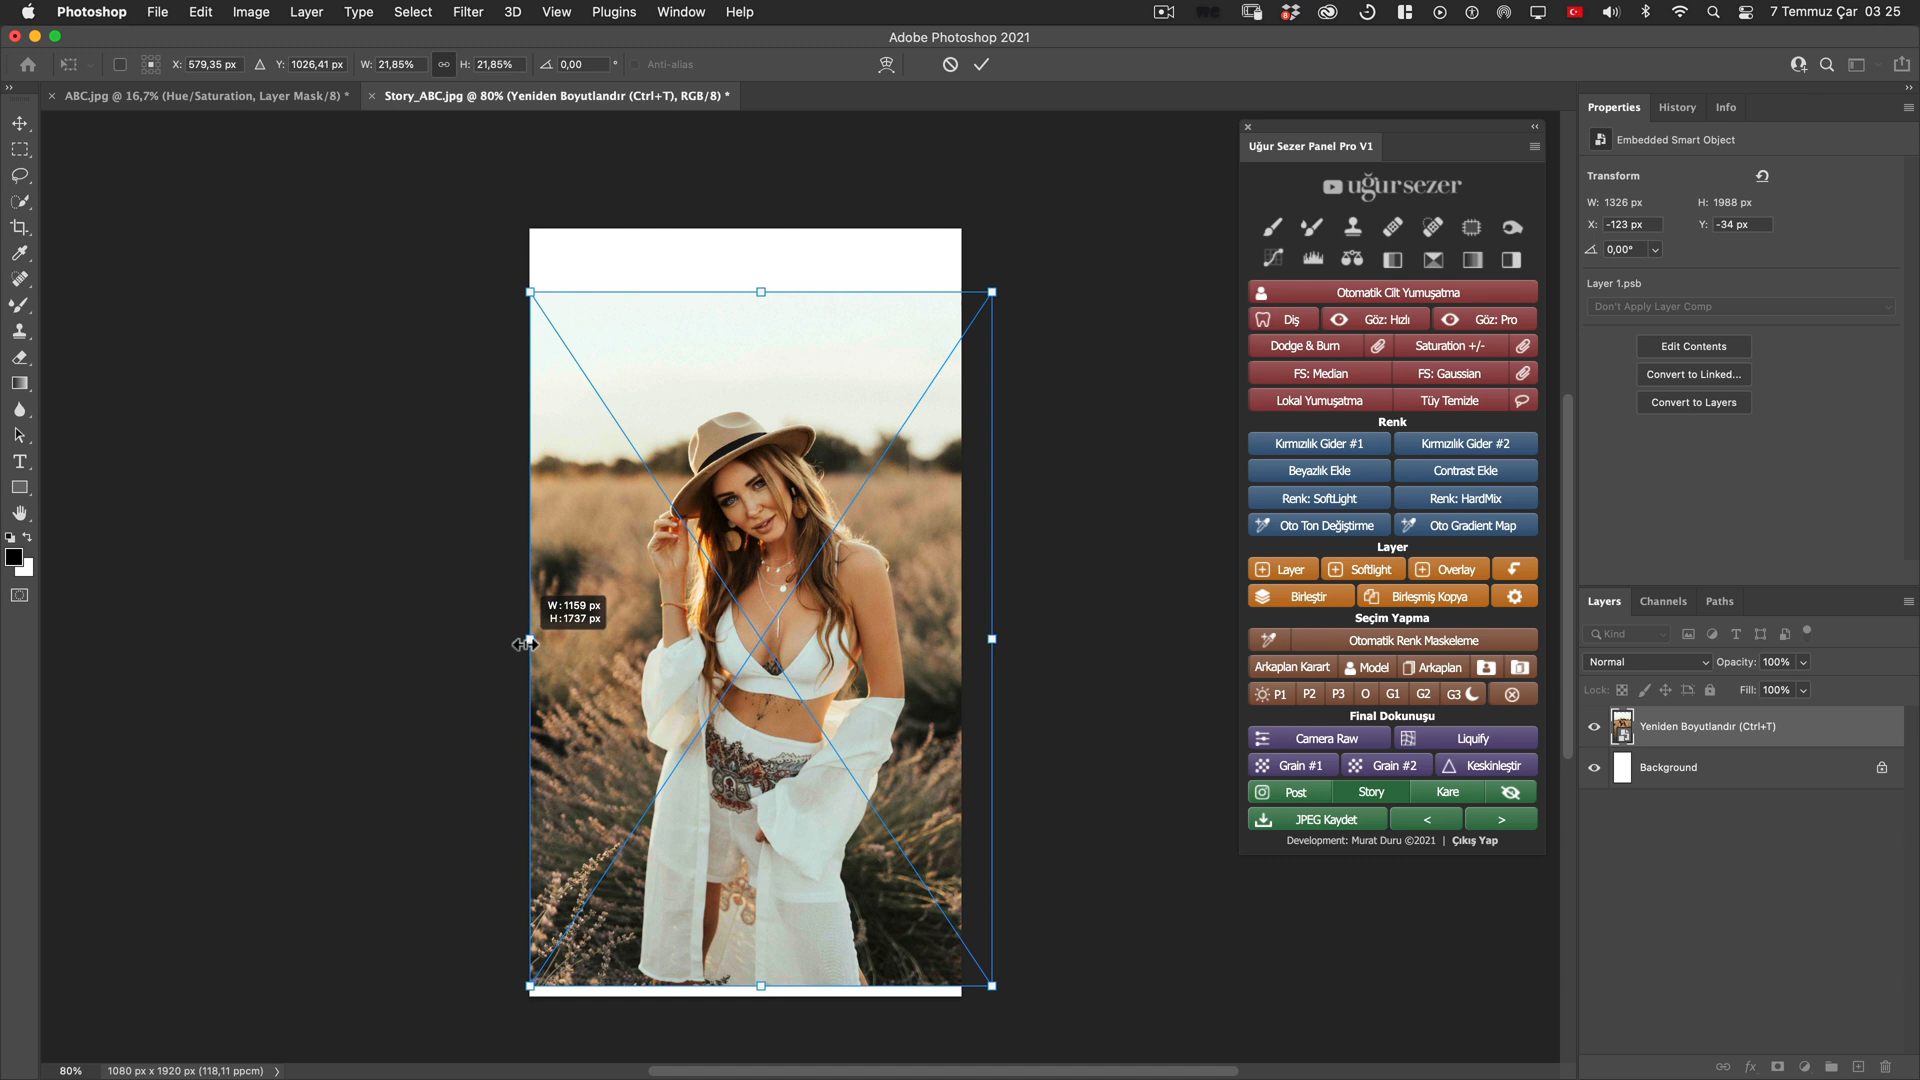 Photoshop File Edit Image Layer Type Select Filter 3D View Plugins Window Help
8
7 Temmuz Çar 03 25
Adobe Photoshop 2021
X: 579,35 px Y: 1026,41 px W: 21,85% H: 21,85% 0,00 ° Anti-alias
ABC.jpg @ 16,7% (Hue/Saturation, Layer Mask/8) *
Story_ABC.jpg @ 80% (Yeniden Boyutlandır (Ctrl+T), RGB/8) *
W: 1159 px
H: 1737 px
80% 1080 px x 1920 px (118,11 ppcm)
Uğur Sezer Panel Pro V1
uğursezer
Otomatik Cilt Yumuşatma
Diş Göz: Hızlı Göz: Pro
Dodge & Burn Saturation +/-
FS: Median FS: Gaussian
Lokal Yumuşatma Tüy Temizle
Renk
Kırmızılık Gider #1 Kırmızılık Gider #2
Beyazlık Ekle Contrast Ekle
Renk: SoftLight Renk: HardMix
Oto Ton Değiştirme Oto Gradient Map
Layer
Layer Softlight Overlay
Birleştir Birleşmiş Kopya
Seçim Yapma
Otomatik Renk Maskeleme
Arkaplan Karart Model Arkaplan
P1 P2 P3 O G1 G2 G3
Final Dokunuşu
Camera Raw Liquify
Grain #1 Grain #2 Keskinleştir
Post Story Kare
JPEG Kaydet < >
Development: Murat Duru ©2021 | Çıkış Yap
Properties History Info
Embedded Smart Object
Transform
W: 1326 px H: 1988 px
X: -123 px Y: -34 px
0,00°
Layer 1.psb
Don't Apply Layer Comp
Edit Contents
Convert to Linked...
Convert to Layers
Layers Channels Paths
Kind
Normal Opacity: 100%
Lock: Fill: 100%
Yeniden Boyutlandır (Ctrl+T)
Background
fx